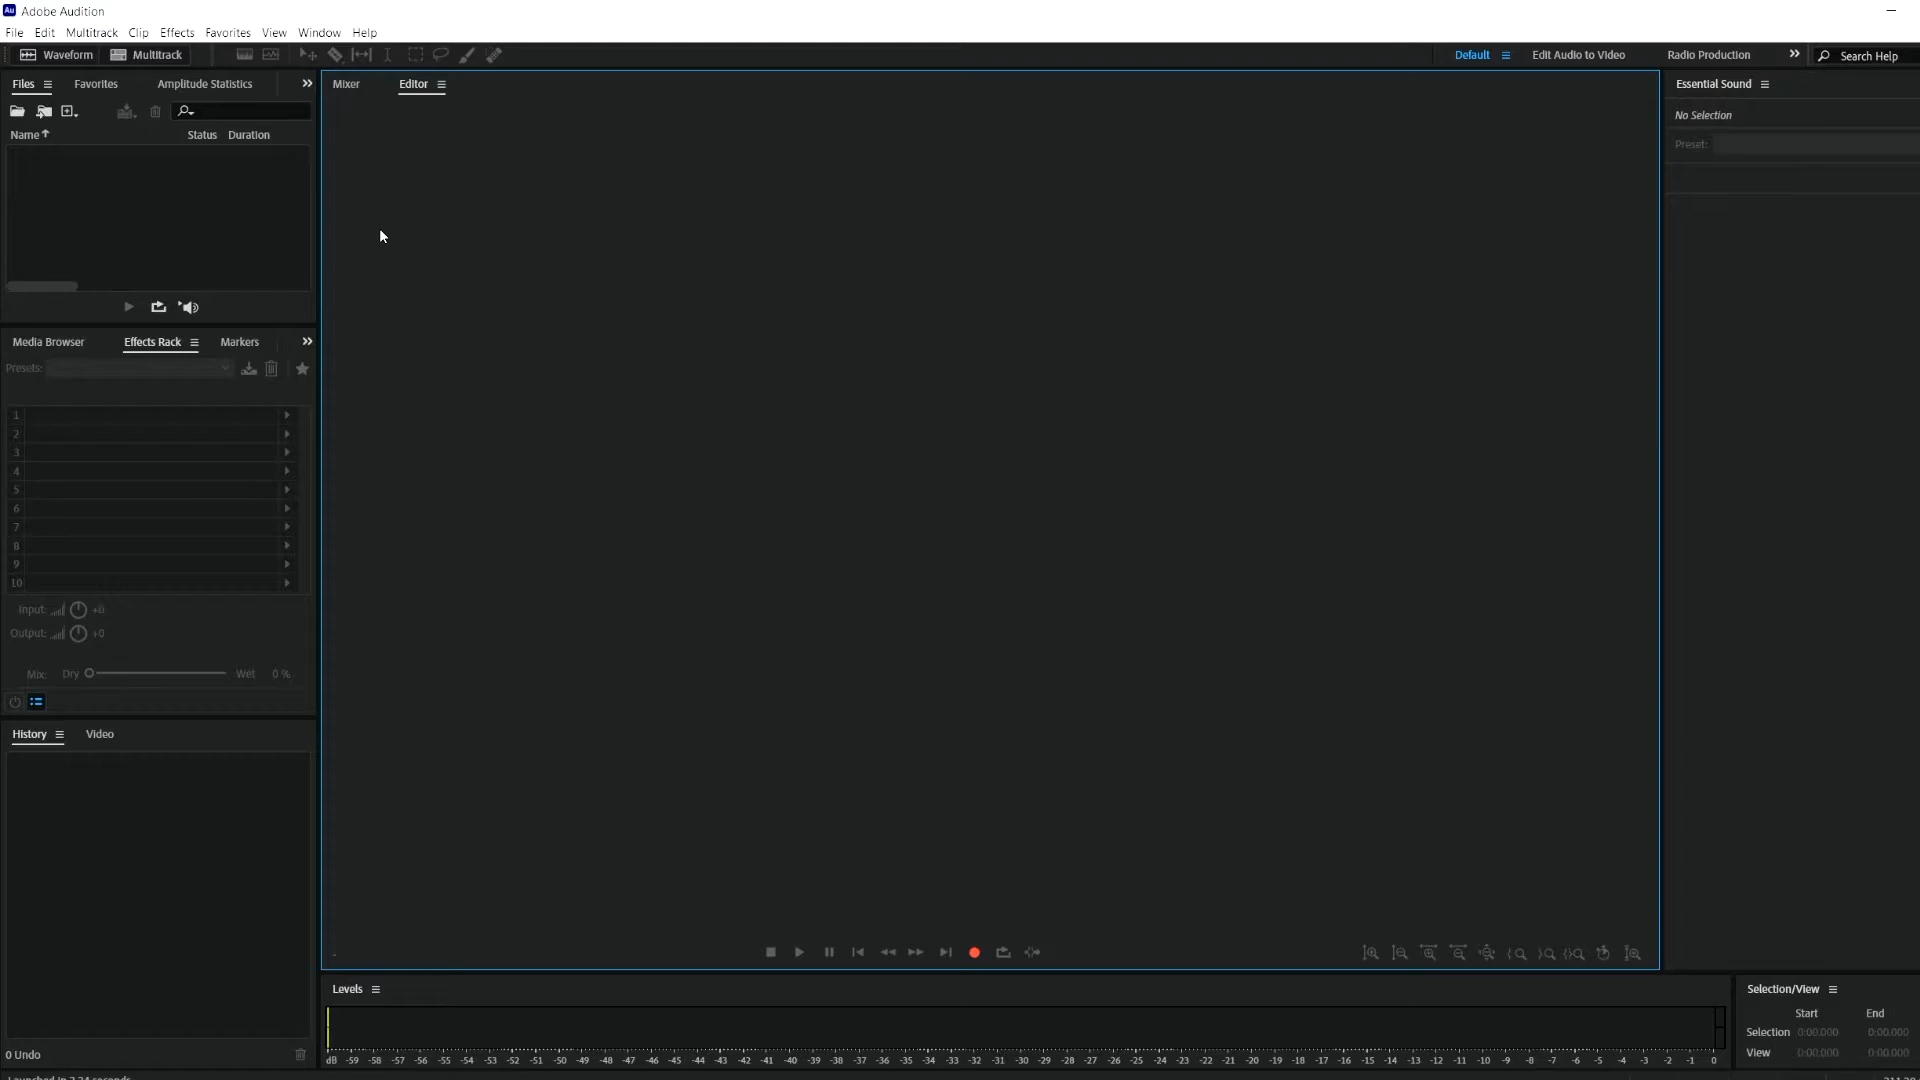 Au Adobe Audition
File Edit Multitrack Clip Effects Favorites View Window Help
Waveform Multitrack Default Edit Audio to Video Radio Production Search Help
Files Favorites Amplitude Statistics Mixer Editor Essential Sound
No Selection
Name Status Duration
Preset:
Media Browser Effects Rack Markers
Presets:
1
2
3
4
5
6
7
8
9
10
Input: +0
Output: +0
Mix: Dry Wet 0 %
History Video
Levels Selection/View
Start End
Selection 0:00.000 0:00.000
0 Undo View 0:00.000 0:00.000
dB -59 -58 -57 -56 -55 -54 -53 -52 -51 -50 -49 -48 -47 -46 -45 -44 -43 -42 -41 -40 -39 -38 -37 -36 -35 -34 -33 -32 -31 -30 -29 -28 -27 -26 -25 -24 -23 -22 -21 -20 -19 -18 -17 -16 -15 -14 -13 -12 -11 -10 -9 -8 -7 -6 -5 -4 -3 -2 -1 0